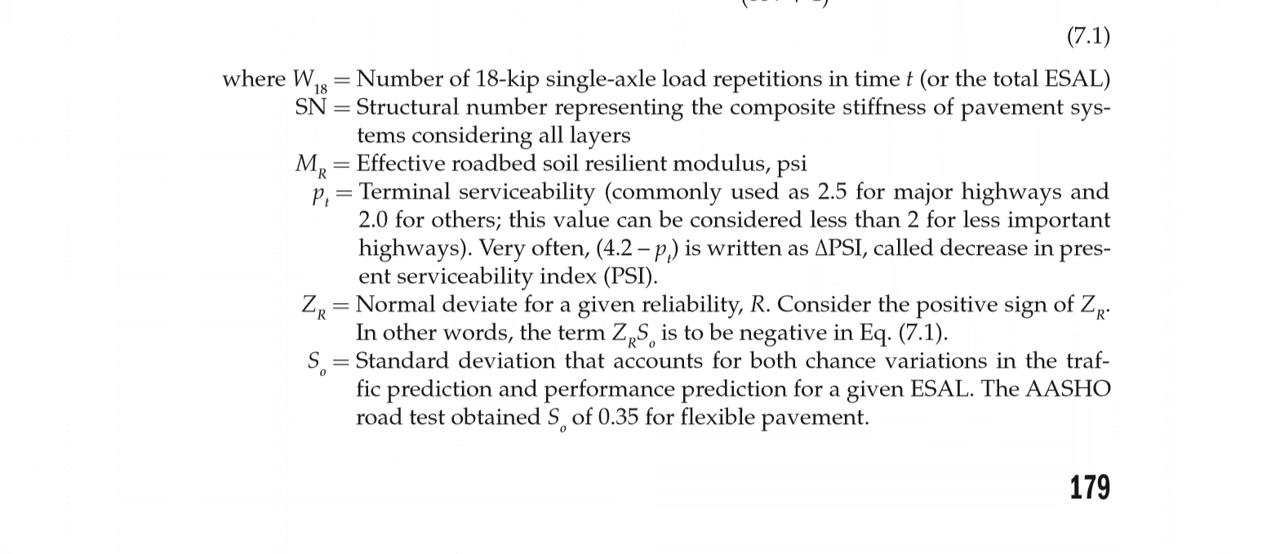 (7.1)
where W18 = Number of 18-kip single-axle load repetitions in time t (or the total ESAL)
SN = Structural number representing the composite stiffness of pavement sys-
tems considering all layers
MR = Effective roadbed soil resilient modulus, psi
pt = Terminal serviceability (commonly used as 2.5 for major highways and
2.0 for others; this value can be considered less than 2 for less important
highways). Very often, (4.2 – pt) is written as ΔPSI, called decrease in pres-
ent serviceability index (PSI).
ZR = Normal deviate for a given reliability, R. Consider the positive sign of ZR.
In other words, the term ZRSo is to be negative in Eq. (7.1).
So = Standard deviation that accounts for both chance variations in the traf-
fic prediction and performance prediction for a given ESAL. The AASHO
road test obtained So of 0.35 for flexible pavement.
179